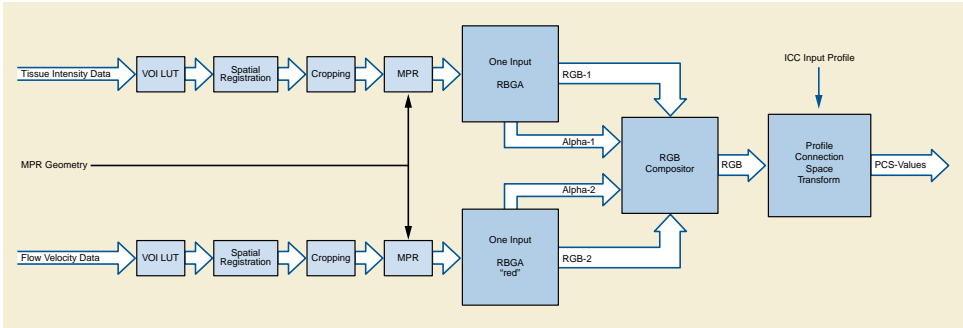 Tissue Intensity Data
VOI LUT
Spatial
Registration
Cropping
MPR
One Input
RBGA
RGB-1
Alpha-1
ICC Input Profile
MPR Geometry
RGB
Compositor
RGB
Profile
Connection
Space
Transform
PCS-Values
Alpha-2
Flow Velocity Data
VOI LUT
Spatial
Registration
Cropping
MPR
One Input
RBGA
“red”
RGB-2